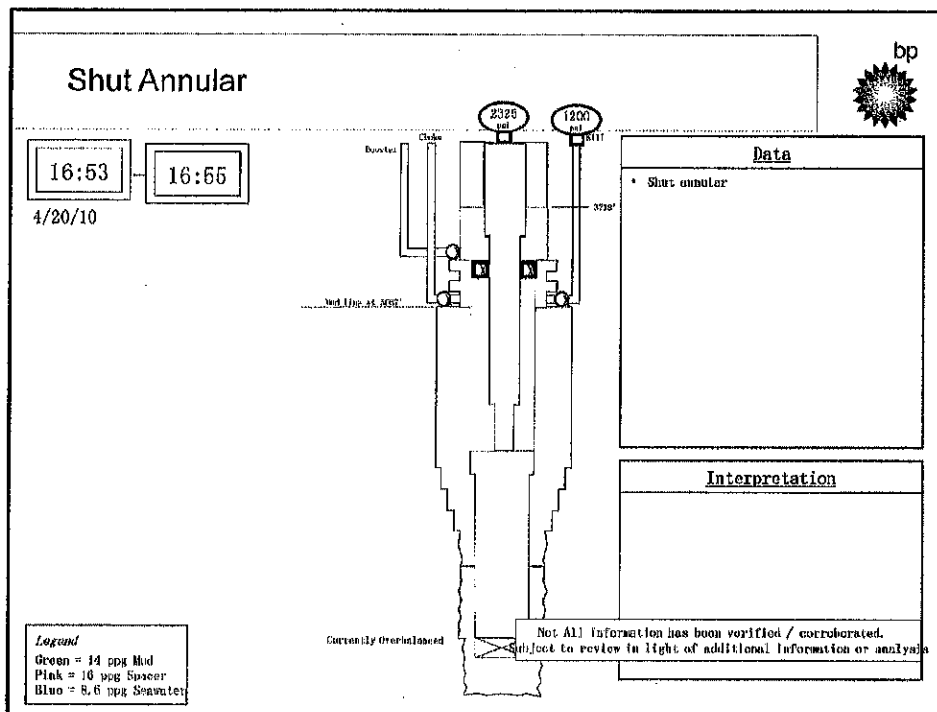 bp
Shut Annular
2325
psi
1200
psi
Kill
Choke
Booster
16:53 - 16:55
4/20/10
Data
• Shut annular
Mud Line at
Interpretation
Currently Overbalanced
Not All information has been verified / corroborated.
Subject to review in light of additional information or analysis
Legend
Green = 14 ppg Mud
Pink = 16 ppg Spacer
Blue = 8.6 ppg Seawater